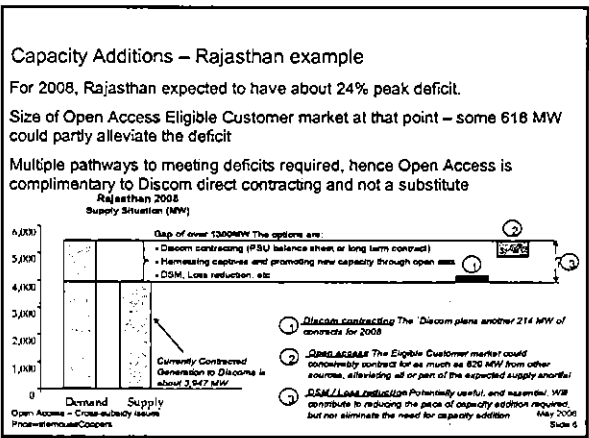 Capacity Additions – Rajasthan example
For 2008, Rajasthan expected to have about 24% peak deficit.
Size of Open Access Eligible Customer market at that point – some 618 MW
could partly alleviate the deficit
Multiple pathways to meeting deficits required, hence Open Access is
complimentary to Discom direct contracting and not a substitute
Rajasthan 2008
Supply Situation (MW)
6,000
5,000
4,000
3,000
2,000
1,000
0
Demand Supply
Gap of over 1300MW The options are:
• Discom contracting (PSU balance sheet or long term contract)
• Harnessing captives and promoting new capacity through open
• DSM, Loss reduction, etc
1
2
3
Currently Contracted
Generation to Discoms is
about 3,947 MW
1 Discom contracting The `Discom plans another 214 MW of
contracts for 2008
2 Open access The Eligible Customer market could
conceivably contract for as much as 620 MW from other
sources, alleviating all or part of the expected supply shortfall
3 DSM / Loss reduction Potentially useful, and essential. Will
contribute to reducing the pace of capacity addition required,
but not eliminate the need for capacity addition
Open Access – Cross-subsidy issues
PricewaterhouseCoopers
May 2006
Slide 6